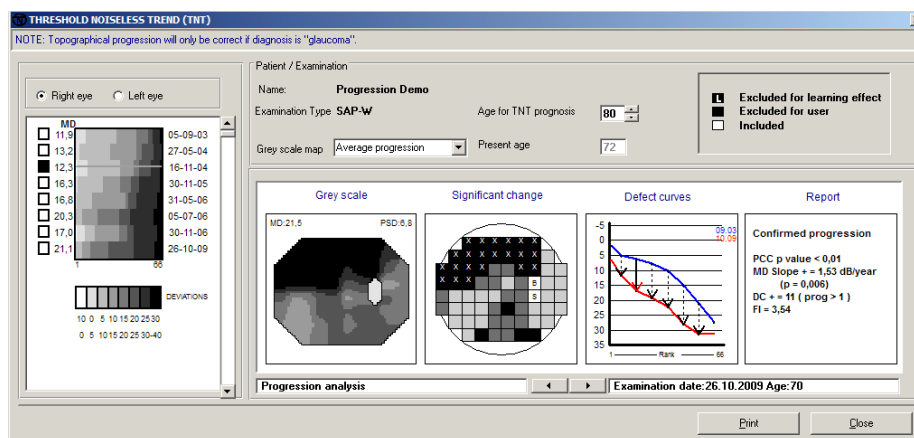 THRESHOLD NOISELESS TREND (TNT)
NOTE: Topographical progression will only be correct if diagnosis is "glaucoma".
Right eye Left eye
MD
11,9 05-09-03
13,2 27-05-04
12,3 16-11-04
16,3 30-11-05
16,8 31-05-06
20,3 05-07-06
17,0 30-11-06
21,1 26-10-09
1 66
DEVIATIONS
10 0 5 10 15 20 25 30
0 5 10 15 20 25 30-40
Patient / Examination
Name: Progression Demo
Examination Type SAP-W
Age for TNT prognosis 80
Grey scale map Average progression
Present age 72
L Excluded for learning effect
Excluded for user
Included
Grey scale
MD:21,5 PSD:6,8
Significant change
X X X X
X X X X X X
X X X X X
X X X X
B
S
Defect curves
09.03
10.09
-5
0
5
10
15
20
25
30
35
1 Rank 66
Report
Confirmed progression
PCC p value < 0,01
MD Slope + = 1,53 dB/year
(p = 0,006)
DC + = 11 ( prog > 1 )
FI = 3,54
Progression analysis
Examination date:26.10.2009 Age:70
Print Close